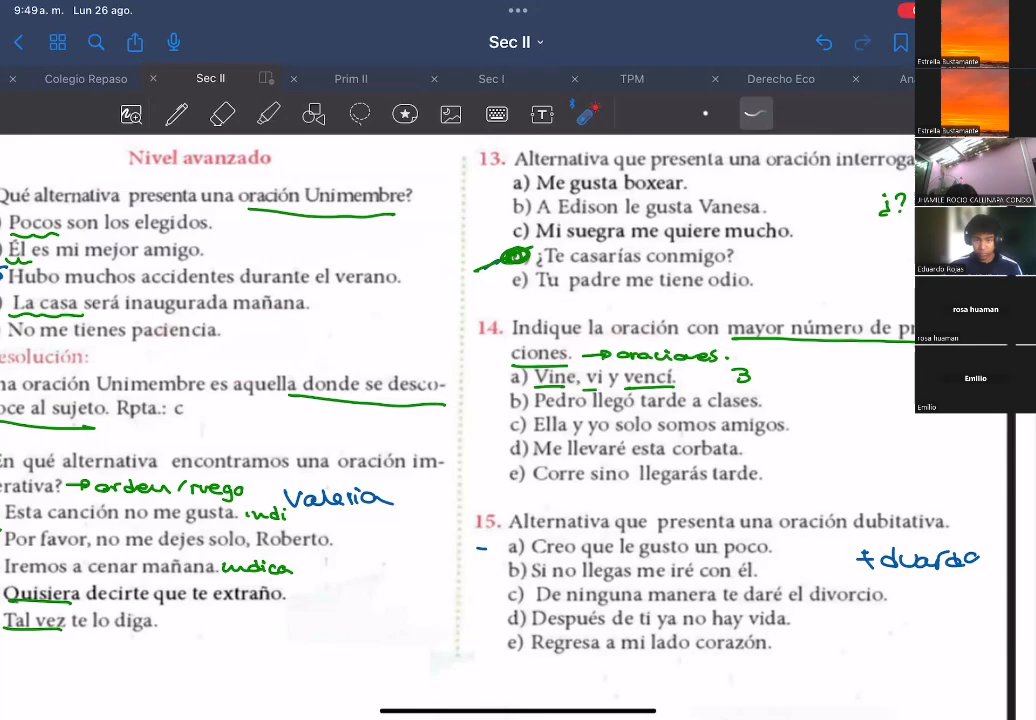 9:49 a. m. Lun 26 ago.
Sec II
Colegio Repaso
Sec II
Prim II
Sec I
TPM
Derecho Eco
Estrella Bustamante
Estrella Bustamante
JHAMILE ROCIO CALLINAPA CONDO
Eduardo Rojas
rosa huaman
rosa huaman
Emilio
Emilio
Nivel avanzado
Qué alternativa presenta una oración Unimembre?
) Pocos son los elegidos.
) Él es mi mejor amigo.
Hubo muchos accidentes durante el verano.
) La casa será inaugurada mañana.
) No me tienes paciencia.
esolución:
na oración Unimembre es aquella donde se desco-
oce al sujeto. Rpta.: c
En qué alternativa encontramos una oración im-
erativa? → orden / ruego
Valeria
Esta canción no me gusta. indi
Por favor, no me dejes solo, Roberto.
Iremos a cenar mañana. indica
Quisiera decirte que te extraño.
Tal vez te lo diga.
13. Alternativa que presenta una oración interroga
a) Me gusta boxear.
b) A Edison le gusta Vanesa. ¿?
c) Mi suegra me quiere mucho.
¿Te casarías conmigo?
e) Tu padre me tiene odio.
14. Indique la oración con mayor número de pr
ciones. → oraciones.
a) Vine, vi y vencí. 3
b) Pedro llegó tarde a clases.
c) Ella y yo solo somos amigos.
d) Me llevaré esta corbata.
e) Corre sino llegarás tarde.
15. Alternativa que presenta una oración dubitativa.
a) Creo que le gusto un poco. Eduardo
b) Si no llegas me iré con él.
c) De ninguna manera te daré el divorcio.
d) Después de ti ya no hay vida.
e) Regresa a mi lado corazón.